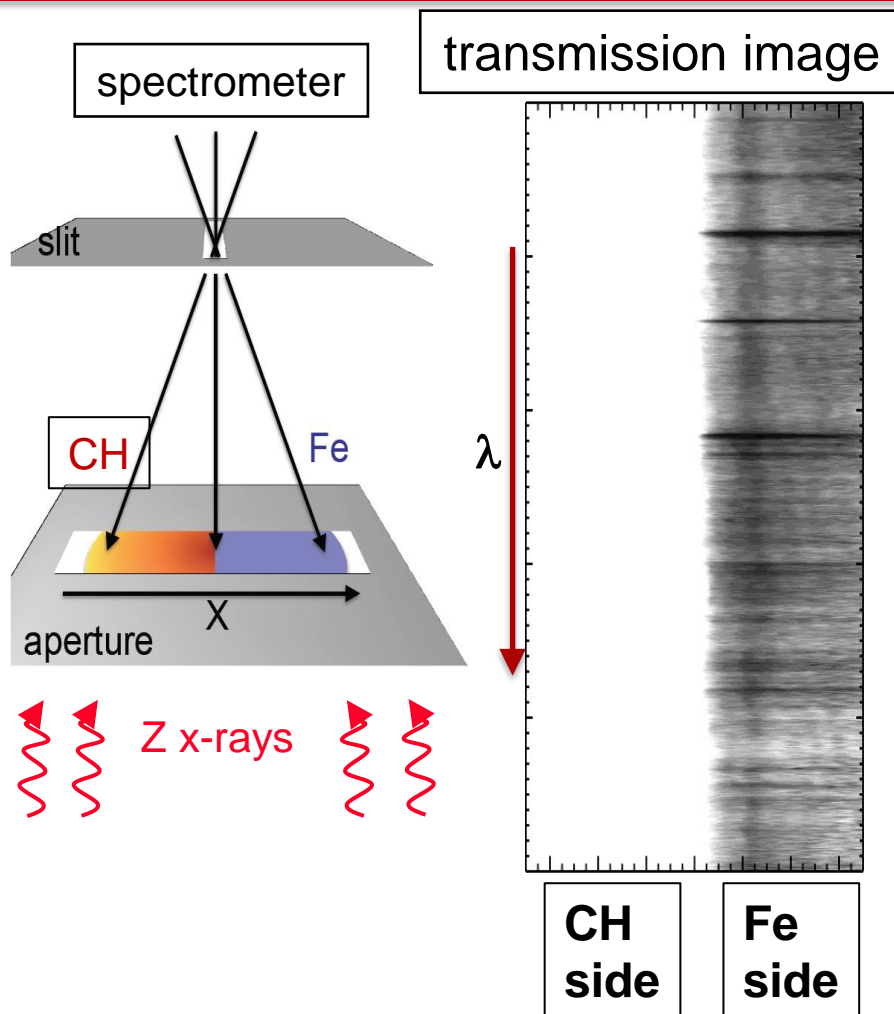 spectrometer
transmission image
slit
CH
Fe
λ
X
aperture
Z x-rays
CH
side
Fe
side